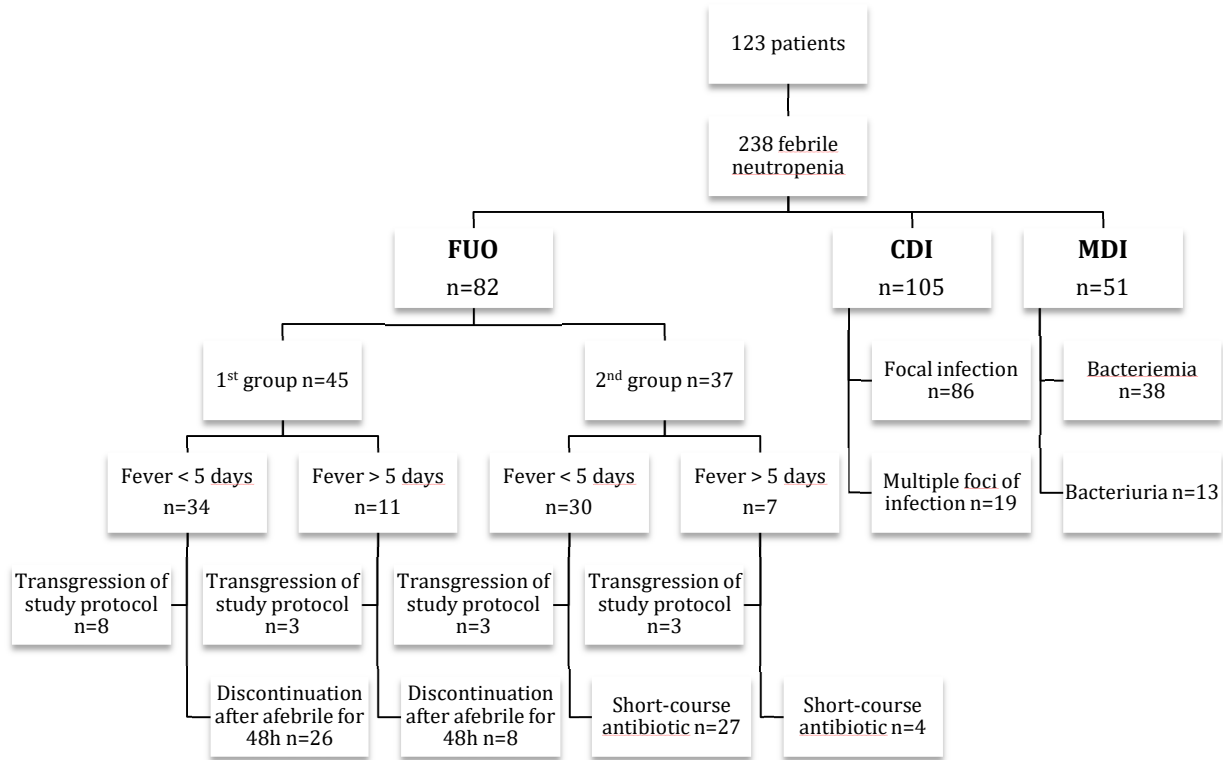 123 patients
238 febrile
neutropenia
FUO
n=82
CDI
n=105
MDI
n=51
1st group n=45
2nd group n=37
Focal infection
n=86
Bacteriemia
n=38
Fever < 5 days
n=34
Fever > 5 days
n=11
Fever < 5 days
n=30
Fever > 5 days
n=7
Multiple foci of
infection n=19
Bacteriuria n=13
Transgression of
study protocol
n=8
Transgression of
study protocol
n=3
Transgression of
study protocol
n=3
Transgression of
study protocol
n=3
Discontinuation
after afebrile for
48h n=26
Discontinuation
after afebrile for
48h n=8
Short-course
antibiotic n=27
Short-course
antibiotic n=4